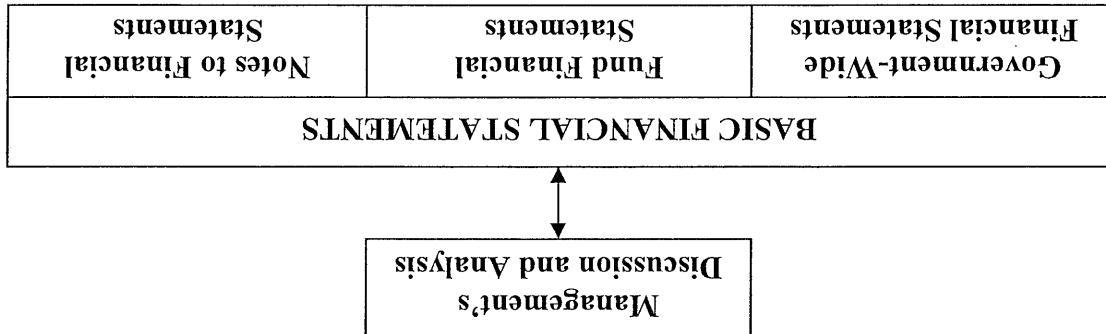 Management's
Discussion and Analysis
BASIC FINANCIAL STATEMENTS
Government-Wide
Financial Statements
Fund Financial
Statements
Notes to Financial
Statements